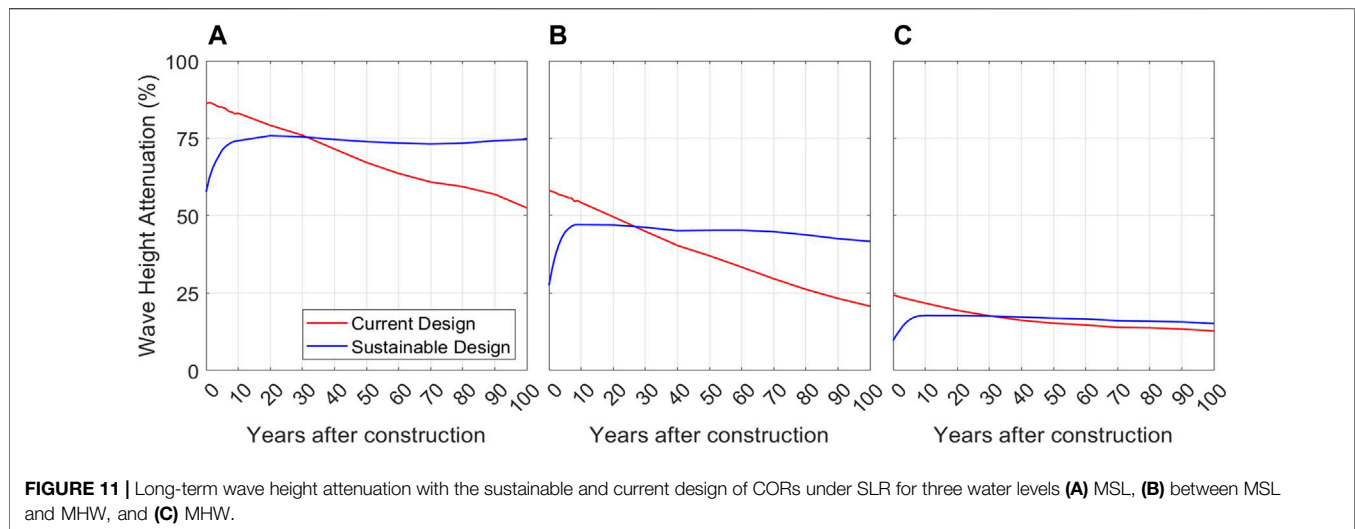 A
B
C
Wave Height Attenuation (%)
100
75
50
25
0
Current Design
Sustainable Design
0 10 20 30 40 50 60 70 80 90 100
0 10 20 30 40 50 60 70 80 90 100
0 10 20 30 40 50 60 70 80 90 100
Years after construction
Years after construction
Years after construction
FIGURE 11 | Long-term wave height attenuation with the sustainable and current design of CORs under SLR for three water levels (A) MSL, (B) between MSL
and MHW, and (C) MHW.